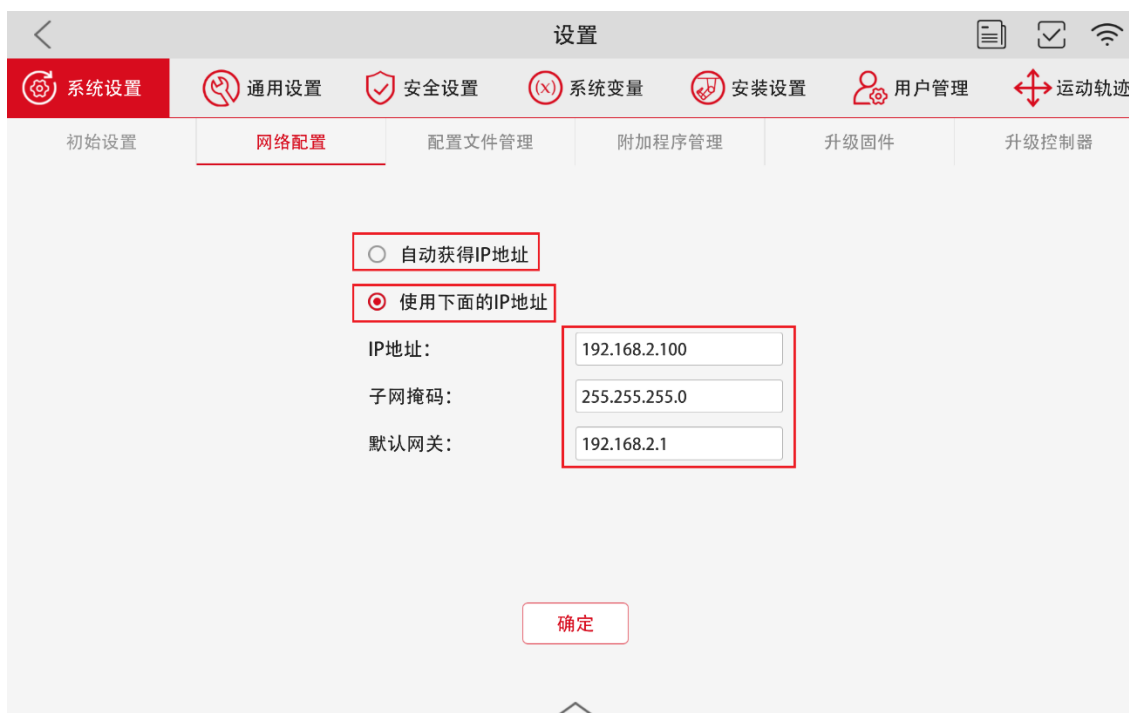 设置
系统设置 通用设置 安全设置 (x) 系统变量 安装设置 用户管理 运动轨迹
初始设置 网络配置 配置文件管理 附加程序管理 升级固件 升级控制器
自动获得IP地址
使用下面的IP地址
IP地址: 192.168.2.100
子网掩码: 255.255.255.0
默认网关: 192.168.2.1
确定